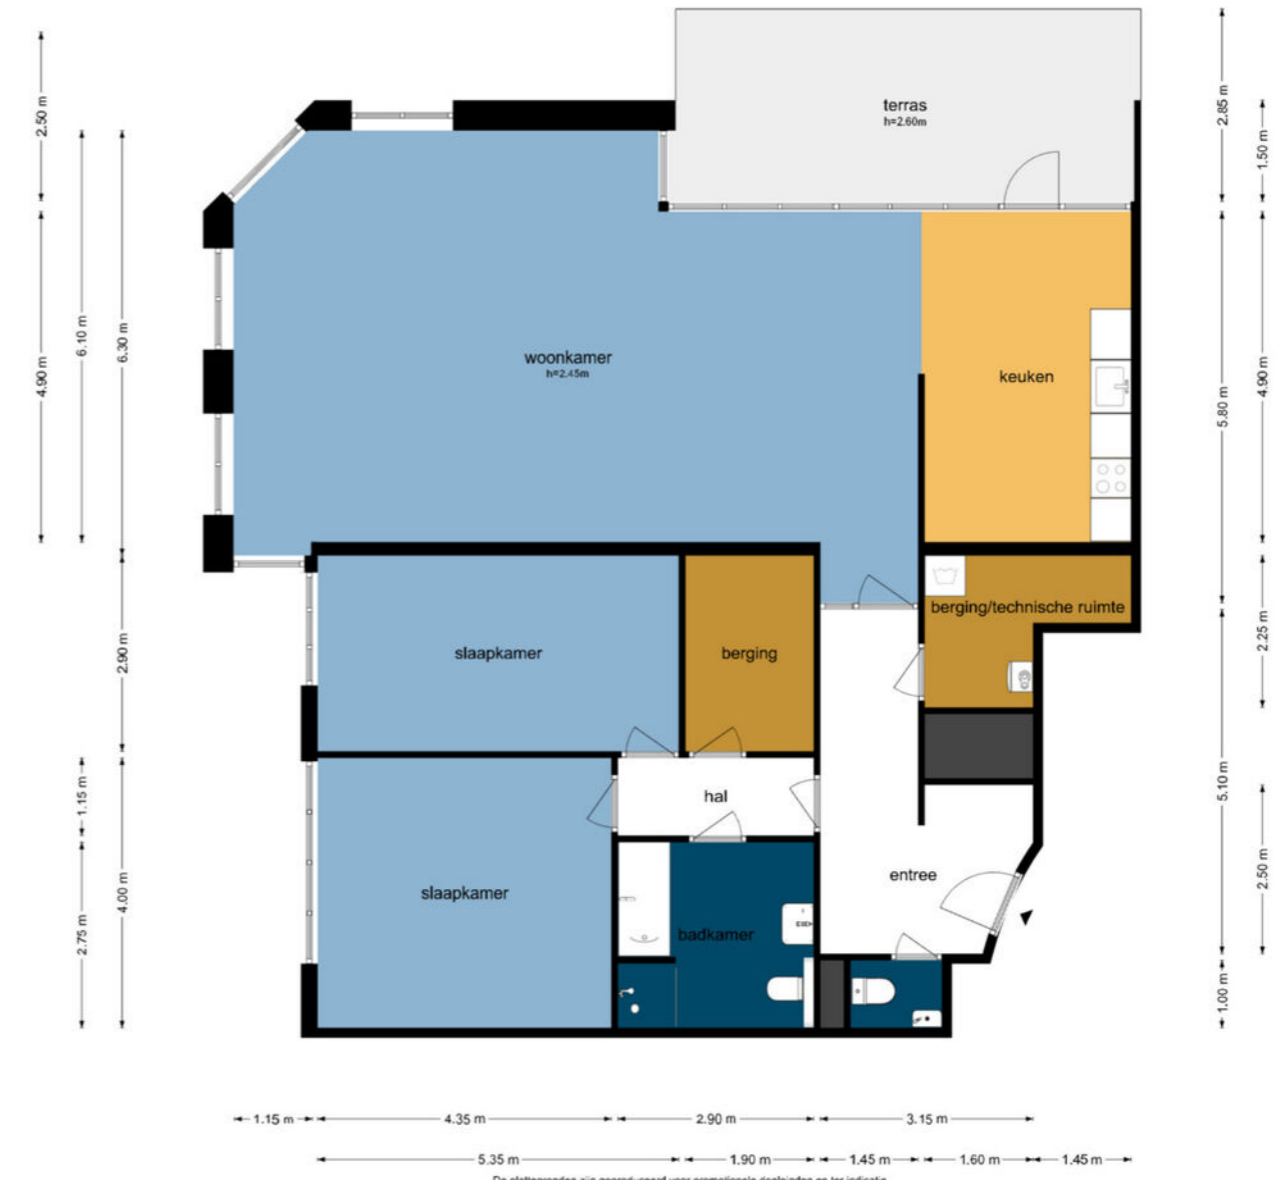 terras
h=2.60m
2.50 m
2.85 m
1.50 m
woonkamer
h=2.45m
keuken
4.90 m
6.10 m
6.30 m
5.80 m
4.90 m
berging/technische ruimte
slaapkamer
berging
2.90 m
2.25 m
hal
1.15 m
5.10 m
entree
slaapkamer
4.00 m
2.50 m
badkamer
2.75 m
1.00 m
1.15 m
4.35 m
2.90 m
3.15 m
5.35 m
1.90 m
1.45 m
1.60 m
1.45 m